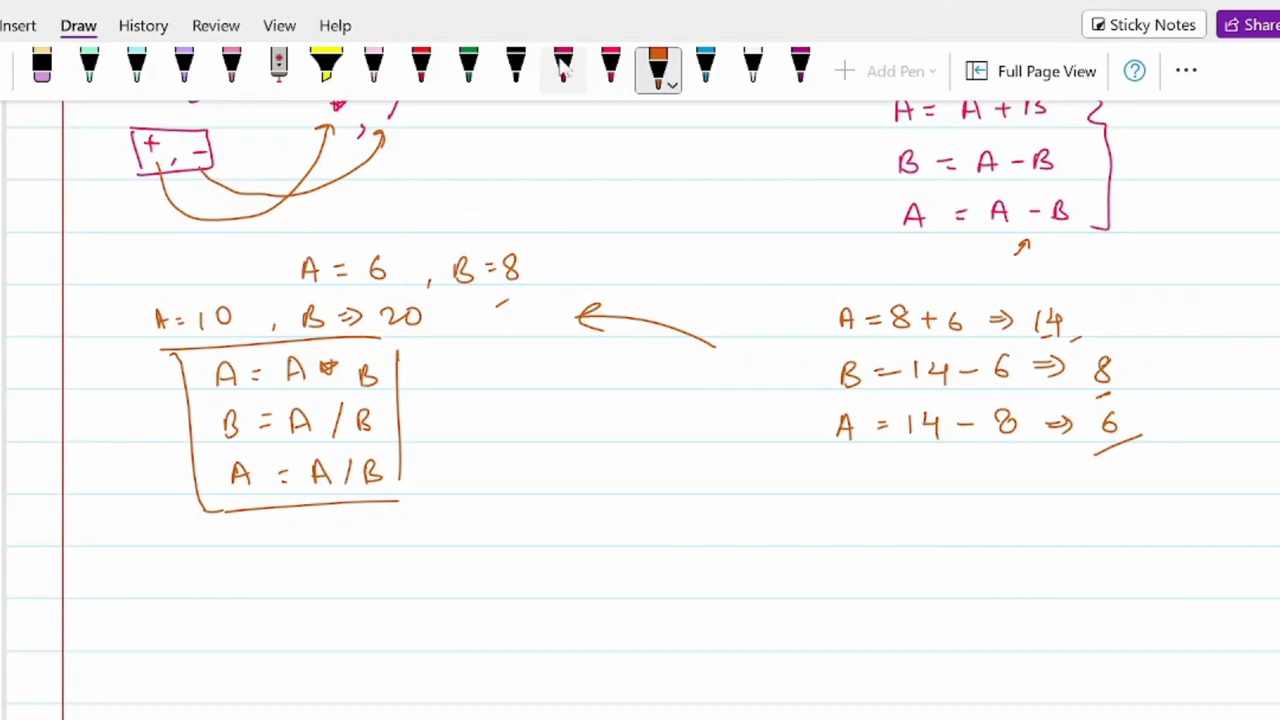 Insert Draw History Review View Help Sticky Notes Share
Add Pen Full Page View
A = A + B
+ , -
,
B = A - B
A = A - B
A = 6 , B = 8
A = 10 , B ⇒ 20
A = 8 + 6 ⇒ 14
A = A * B
B = 14 - 6 ⇒ 8
B = A / B
A = 14 - 8 ⇒ 6
A = A / B